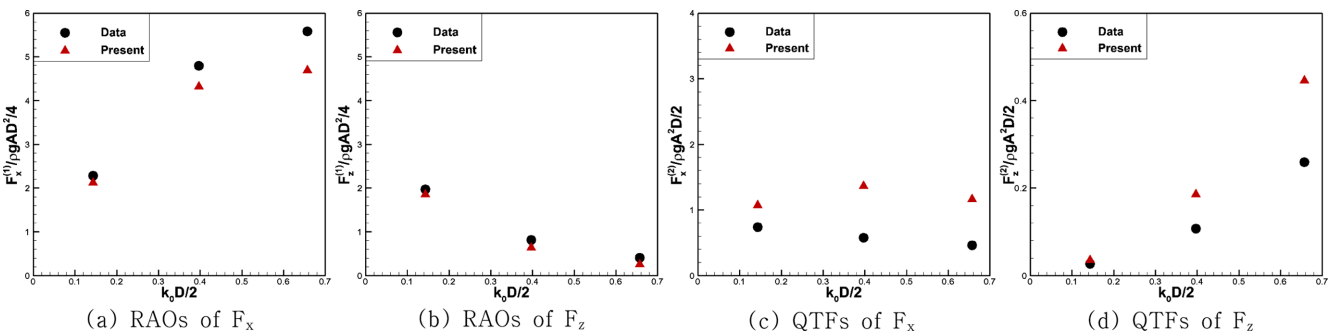 6
5
4
3
2
1
0
Data
Present
F_x^(1)/ρgAD²/4
0 0.1 0.2 0.3 0.4 0.5 0.6 0.7
k₀D/2
(a) RAOs of Fₓ
6
5
4
3
2
1
0
Data
Present
F_z^(1)/ρgAD²/4
0 0.1 0.2 0.3 0.4 0.5 0.6 0.7
k₀D/2
(b) RAOs of F_z
4
3
2
1
0
Data
Present
F_x^(2)/ρgA²D/2
0 0.1 0.2 0.3 0.4 0.5 0.6 0.7
k₀D/2
(c) QTFs of Fₓ
0.6
0.4
0.2
0
Data
Present
F_z^(2)/ρgA²D/2
0 0.1 0.2 0.3 0.4 0.5 0.6 0.7
k₀D/2
(d) QTFs of F_z